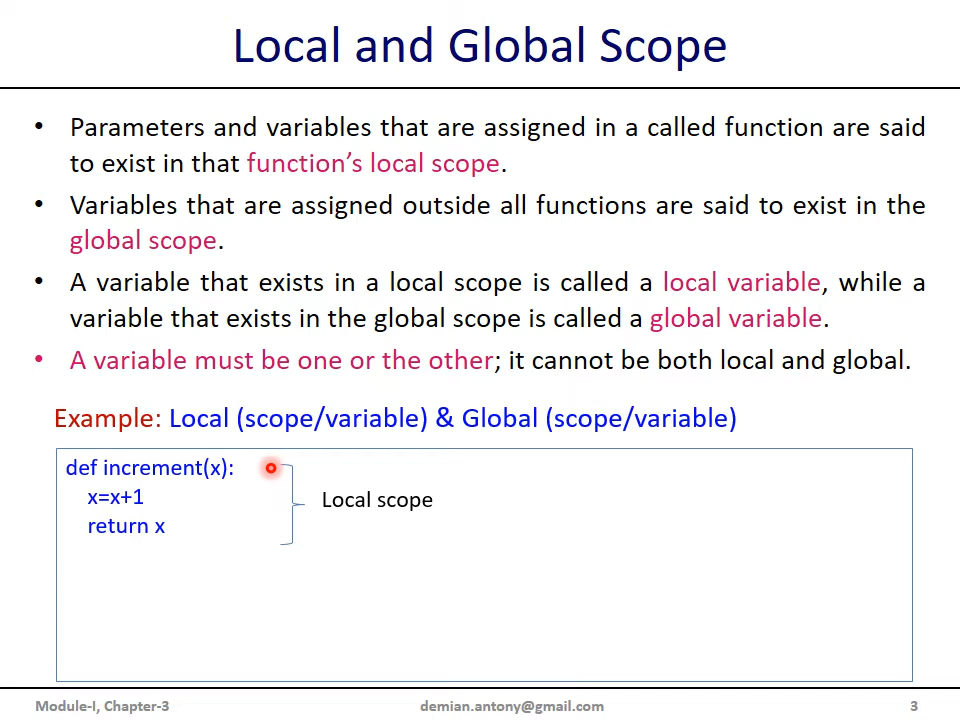 Local and Global Scope
• Parameters and variables that are assigned in a called function are said
to exist in that function’s local scope.
• Variables that are assigned outside all functions are said to exist in the
global scope.
• A variable that exists in a local scope is called a local variable, while a
variable that exists in the global scope is called a global variable.
• A variable must be one or the other; it cannot be both local and global.
Example: Local (scope/variable) & Global (scope/variable)
def increment(x):
x=x+1
Local scope
return x
Module-I, Chapter-3
demian.antony@gmail.com
3